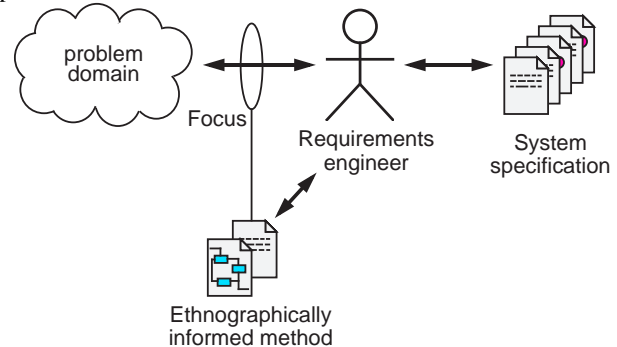 problem
domain
Focus
Requirements
engineer
System
specification
Ethnographically
informed method